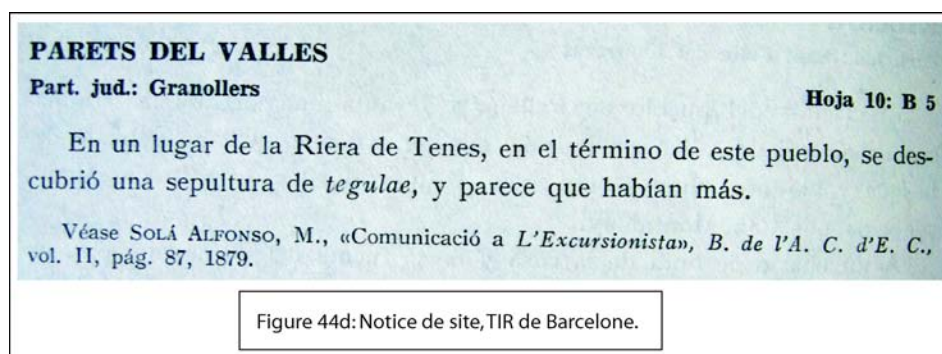 PARETS DEL VALLES
Part. jud.: Granollers
Hoja 10: B 5
En un lugar de la Riera de Tenes, en el término de este pueblo, se des-
cubrió una sepultura de tegulae, y parece que habían más.
Véase SOLÁ ALFONSO, M., «Comunicació a L'Excursionista», B. de l'A. C. d'E. C.,
vol. II, pág. 87, 1879.
Figure 44d: Notice de site, TIR de Barcelone.